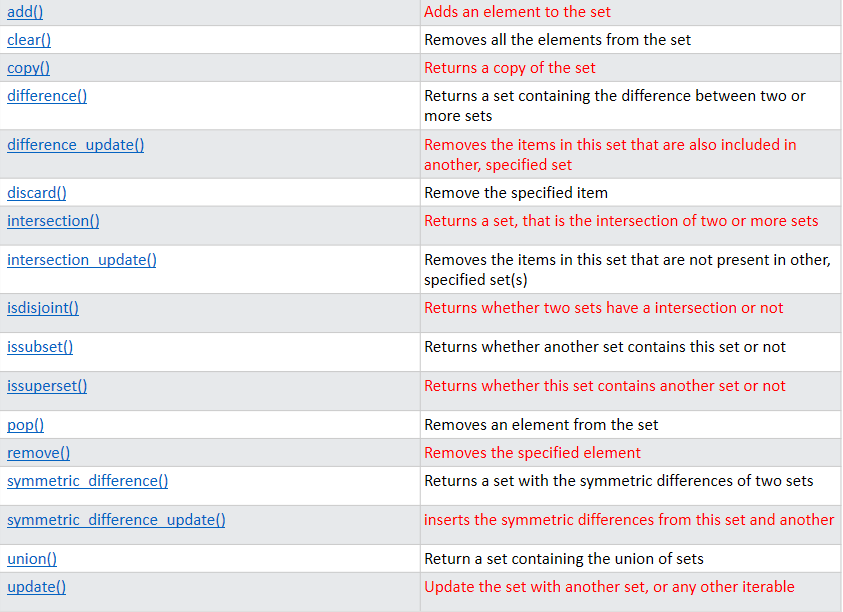 add() Adds an element to the set
clear() Removes all the elements from the set
copy() Returns a copy of the set
difference() Returns a set containing the difference between two or
more sets
difference_update() Removes the items in this set that are also included in
another, specified set
discard() Remove the specified item
intersection() Returns a set, that is the intersection of two or more sets
intersection_update() Removes the items in this set that are not present in other,
specified set(s)
isdisjoint() Returns whether two sets have a intersection or not
issubset() Returns whether another set contains this set or not
issuperset() Returns whether this set contains another set or not
pop() Removes an element from the set
remove() Removes the specified element
symmetric_difference() Returns a set with the symmetric differences of two sets
symmetric_difference_update() inserts the symmetric differences from this set and another
union() Return a set containing the union of sets
update() Update the set with another set, or any other iterable